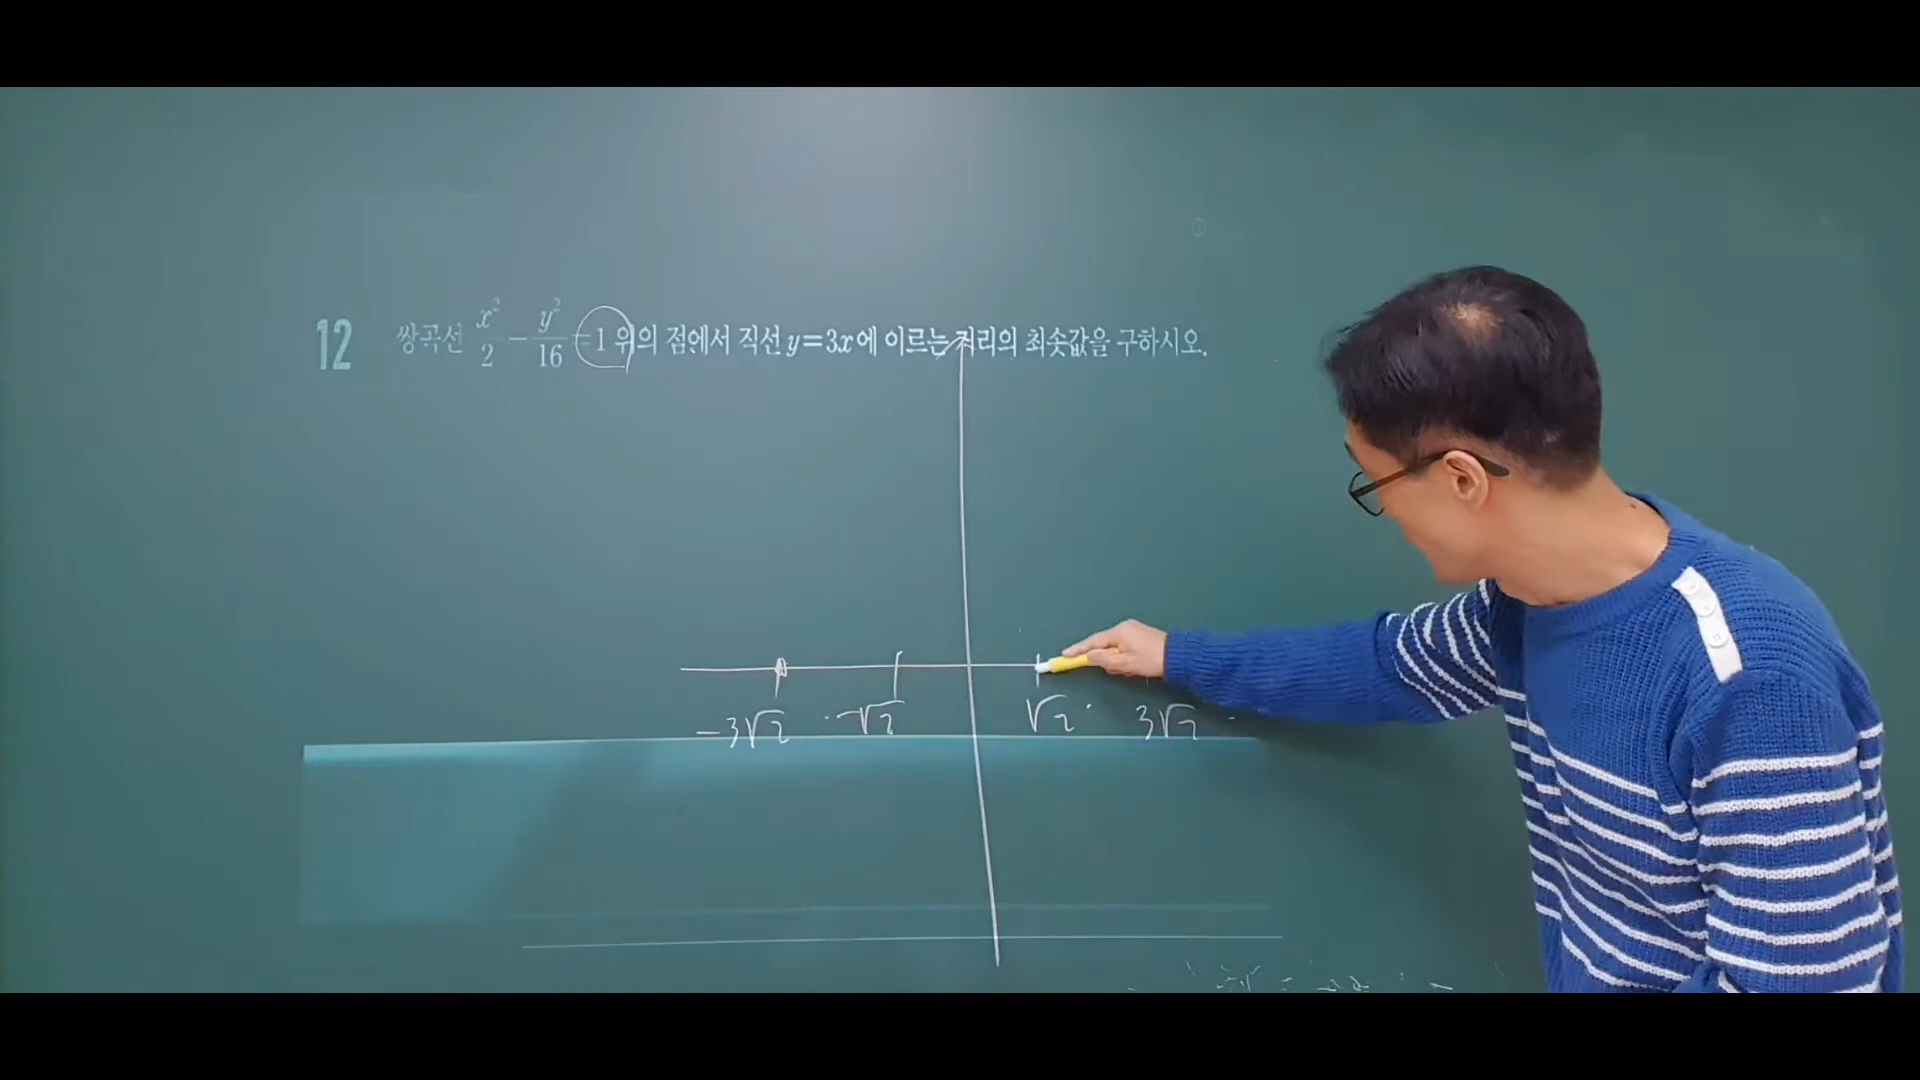 12 쌍곡선 x²/2 − y²/16 = 1 위의 점에서 직선 y=3x에 이르는 거리의 최솟값을 구하시오.
−3√2 −√2 √2 3√2